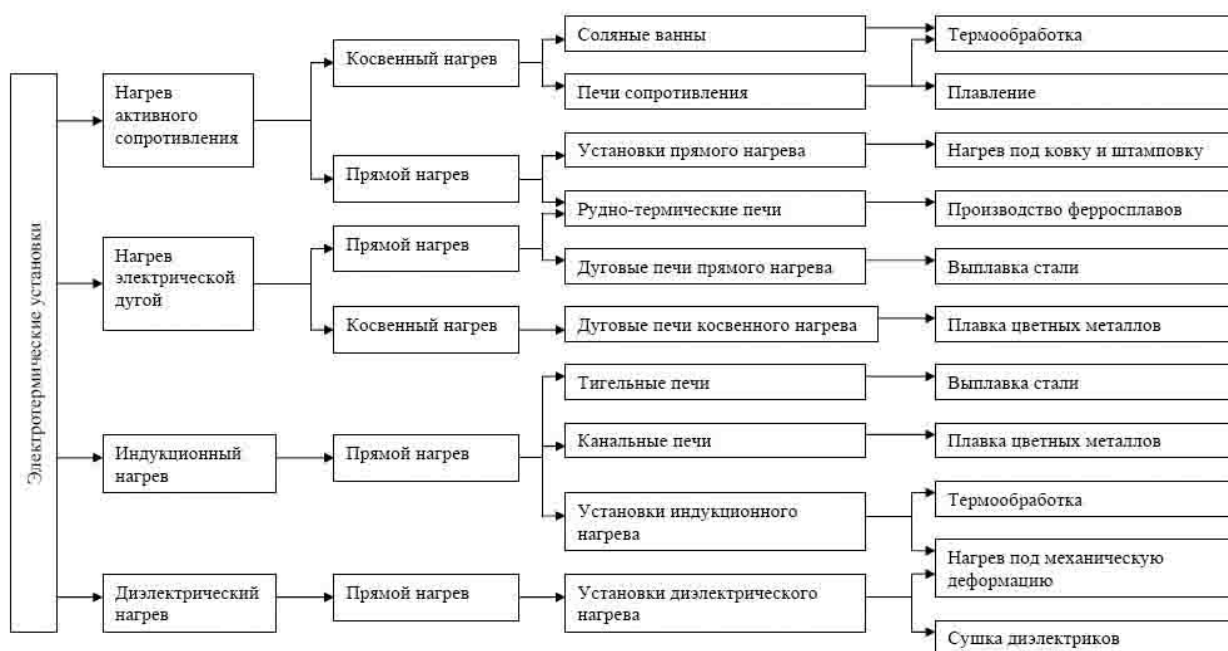 Электротермические установки
Нагрев
активного
сопротивления
Косвенный нагрев
Соляные ванны
Термообработка
Печи сопротивления
Плавление
Прямой нагрев
Установки прямого нагрева
Нагрев под ковку и штамповку
Рудно-термические печи
Производство ферросплавов
Нагрев
электрической
дугой
Прямой нагрев
Дуговые печи прямого нагрева
Выплавка стали
Косвенный нагрев
Дуговые печи косвенного нагрева
Плавка цветных металлов
Индукционный
нагрев
Прямой нагрев
Тигельные печи
Выплавка стали
Канальные печи
Плавка цветных металлов
Установки индукционного
нагрева
Термообработка
Нагрев под механическую
деформацию
Диэлектрический
нагрев
Прямой нагрев
Установки диэлектрического
нагрева
Сушка диэлектриков